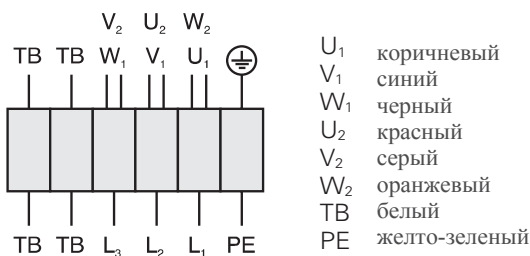 V₂ U₂ W₂
TB TB W₁ V₁ U₁
TB TB L₃ L₂ L₁ PE
U₁ коричневый
V₁ синий
W₁ черный
U₂ красный
V₂ серый
W₂ оранжевый
TB белый
PE желто-зеленый